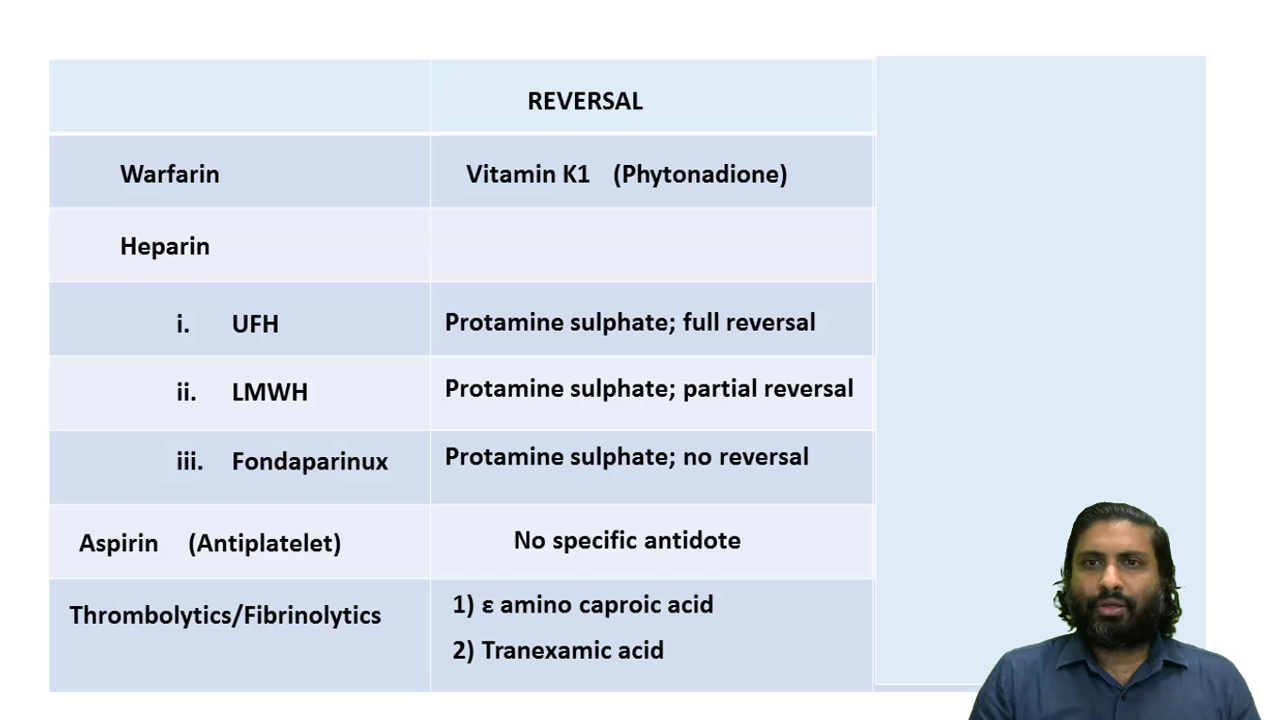 REVERSAL
Warfarin Vitamin K1 (Phytonadione)
Heparin
i. UFH Protamine sulphate; full reversal
ii. LMWH Protamine sulphate; partial reversal
iii. Fondaparinux Protamine sulphate; no reversal
Aspirin (Antiplatelet) No specific antidote
Thrombolytics/Fibrinolytics 1) ε amino caproic acid
2) Tranexamic acid